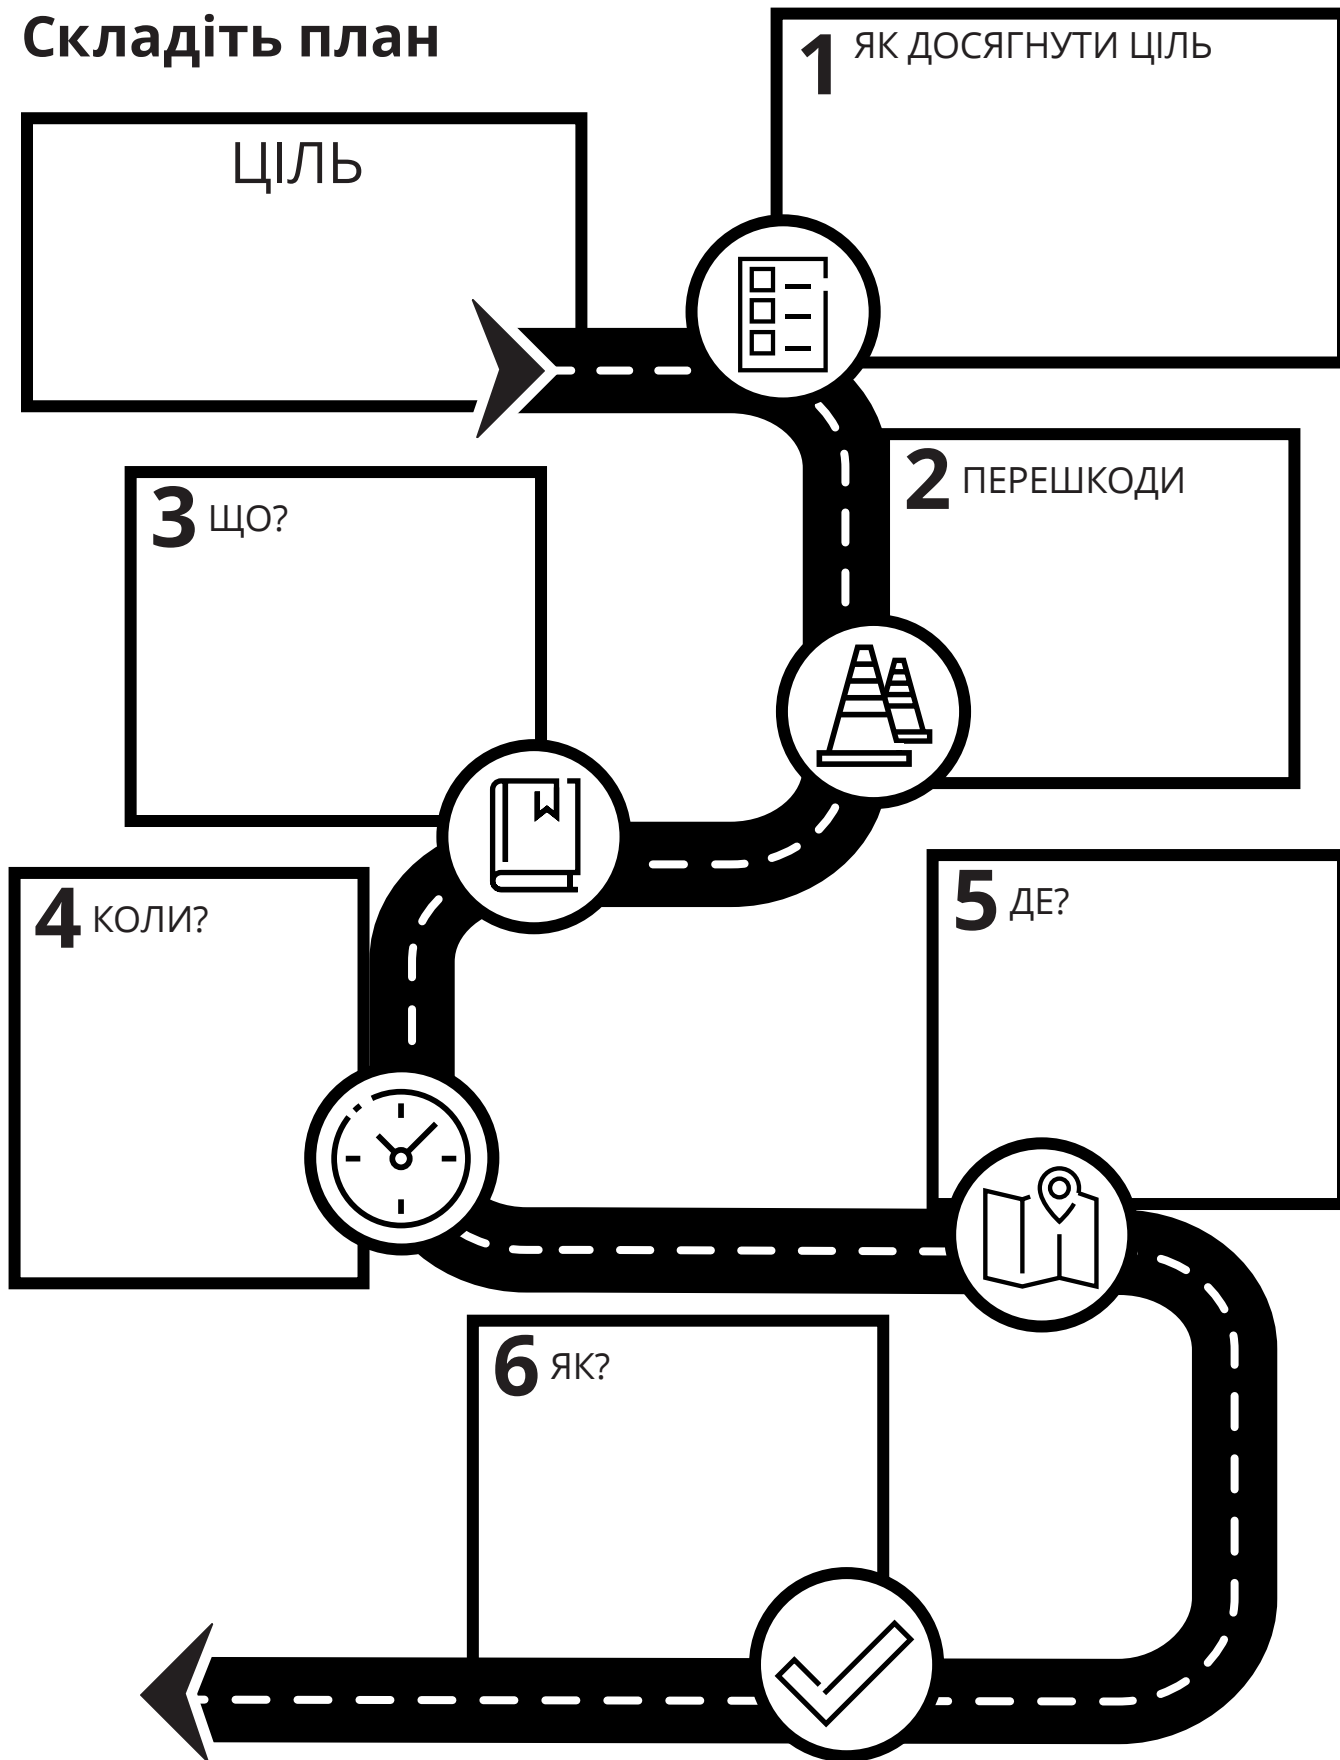 Складіть план
ЦІЛЬ
1 ЯК ДОСЯГНУТИ ЦІЛЬ
2 ПЕРЕШКОДИ
3 ЩО?
4 КОЛИ?
5 ДЕ?
6 ЯК?